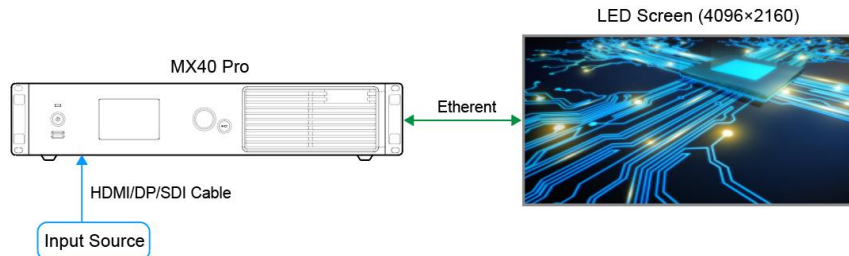 LED Screen (4096×2160)
MX40 Pro
Etherent
HDMI/DP/SDI Cable
Input Source